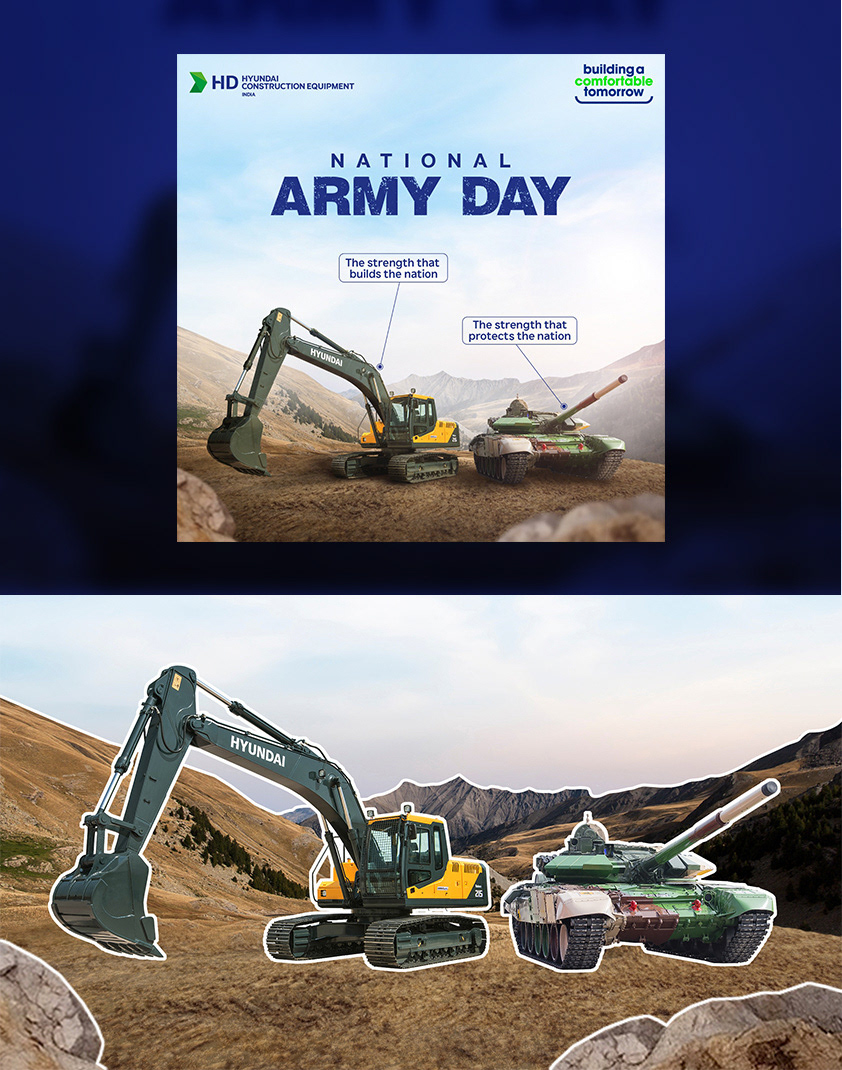 HD HYUNDAI
CONSTRUCTION EQUIPMENT
INDIA
building a
comfortable
tomorrow
NATIONAL
ARMY DAY
The strength that
builds the nation
The strength that
protects the nation
HYUNDAI
HYUNDAI
215